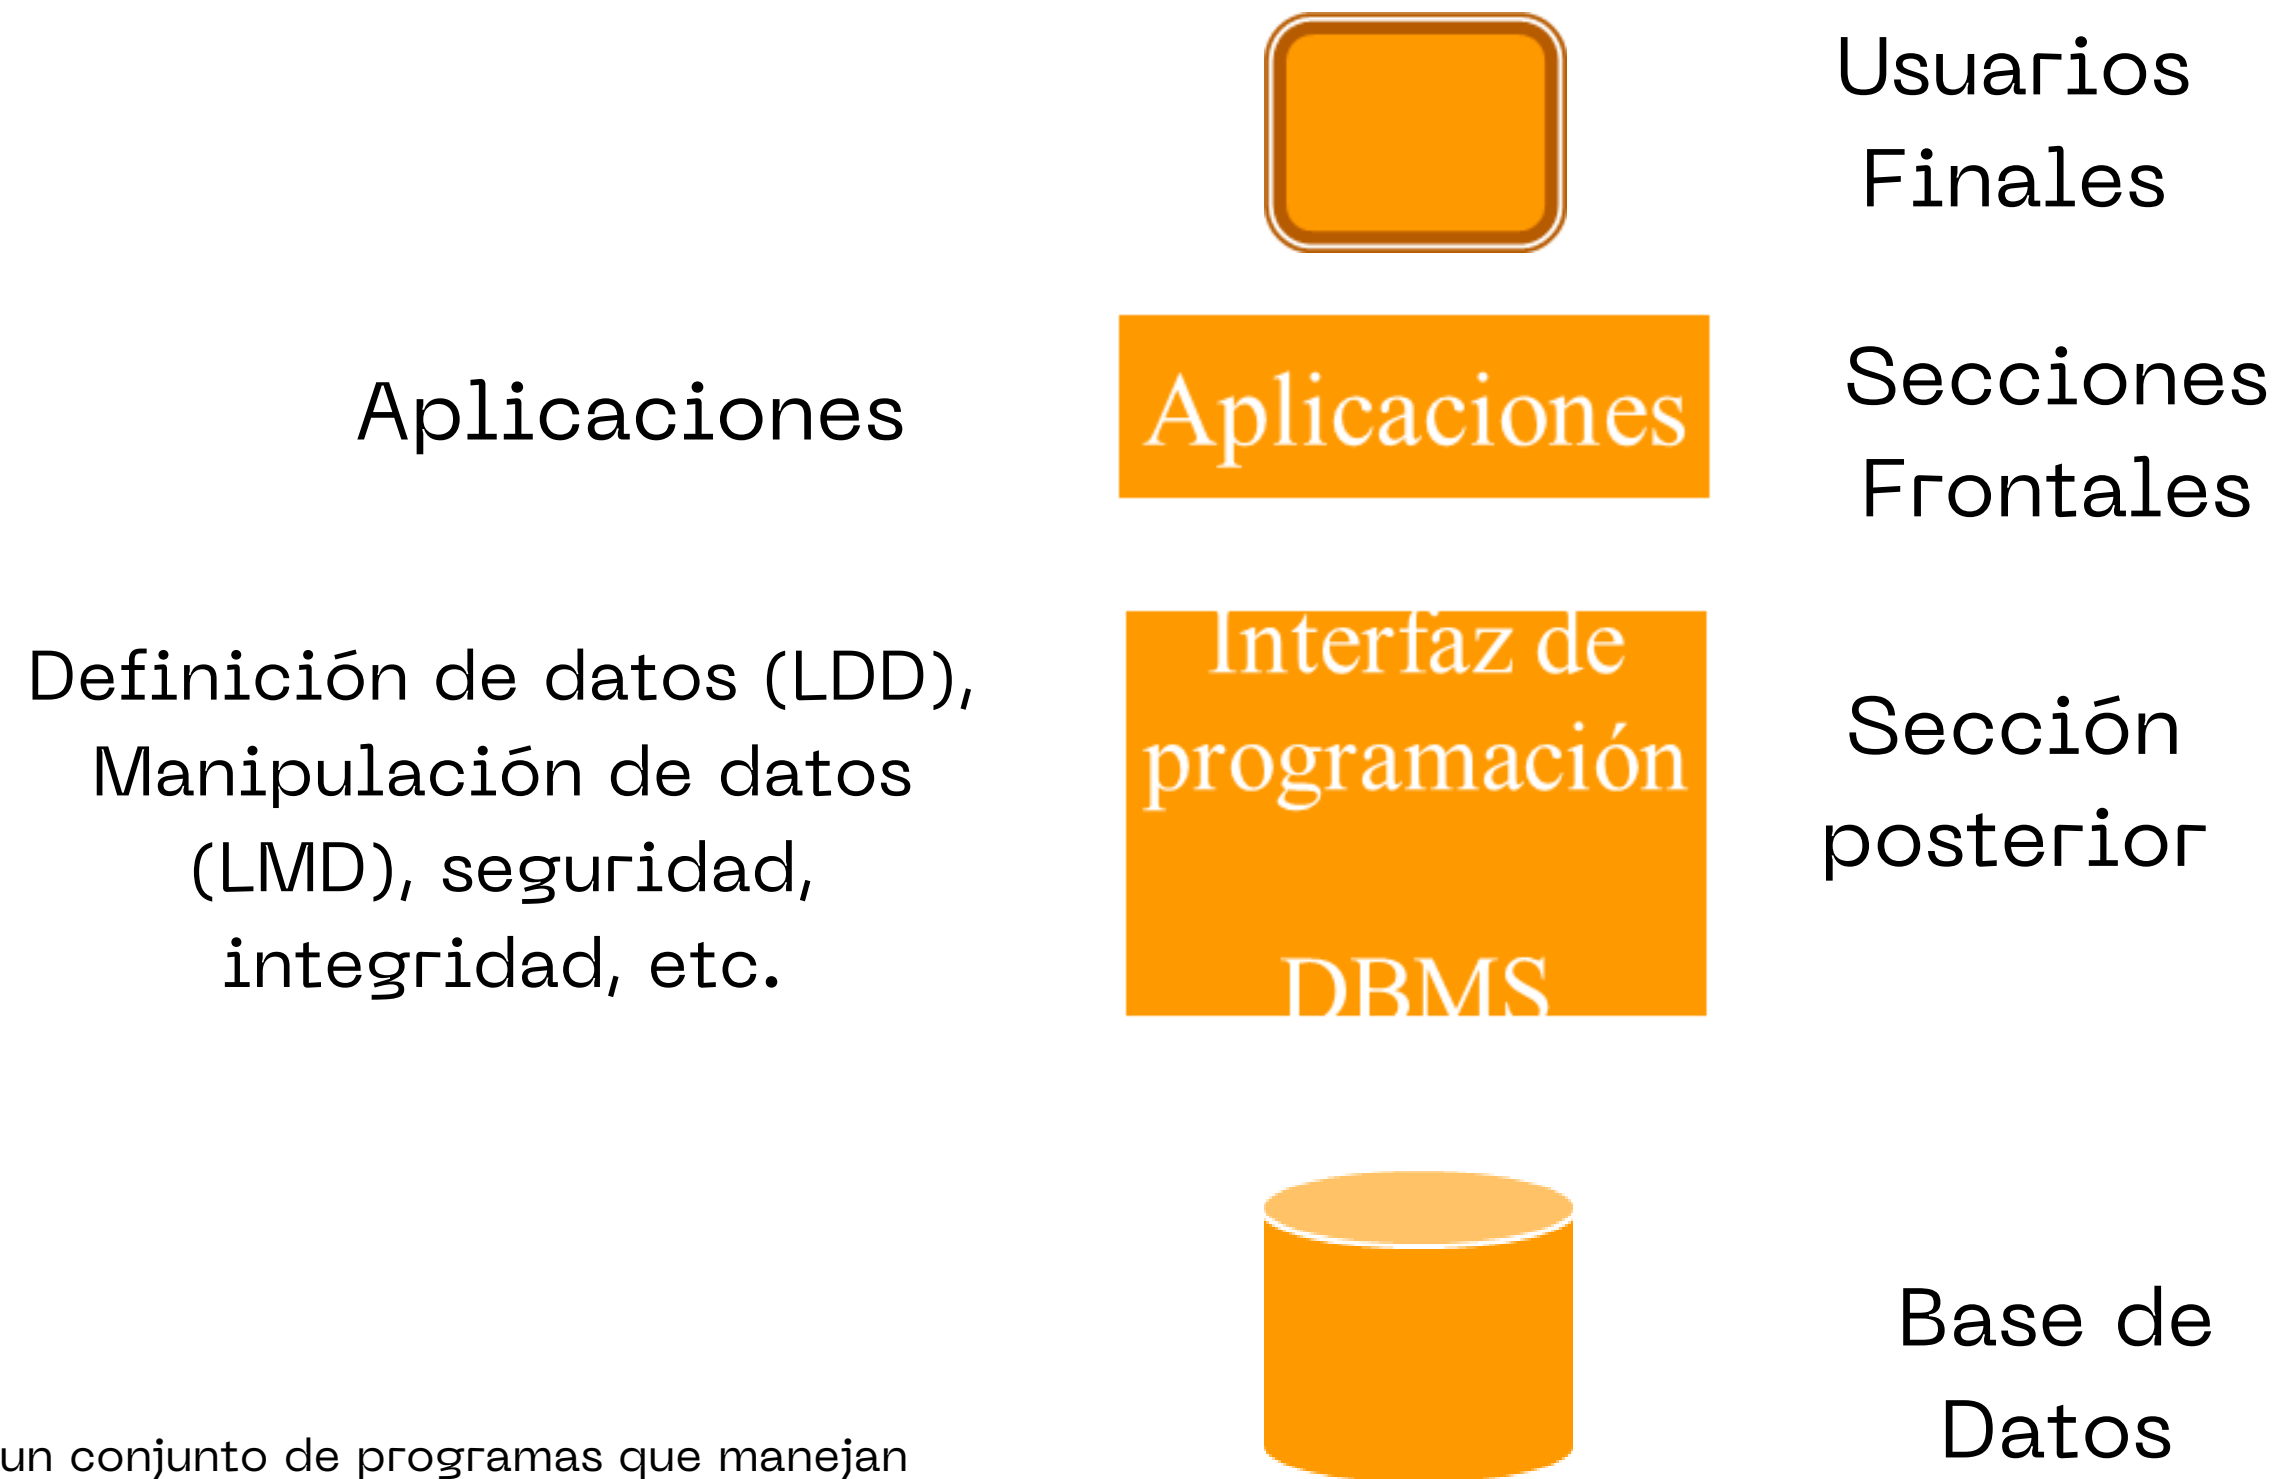 Usuarios
Finales
Aplicaciones
Aplicaciones
Secciones
Frontales
Definición de datos (LDD),
Manipulación de datos
(LMD), seguridad,
integridad, etc.
Interfaz de
programación
DBMS
Sección
posterior
Base de
Datos
un conjunto de programas que manejan